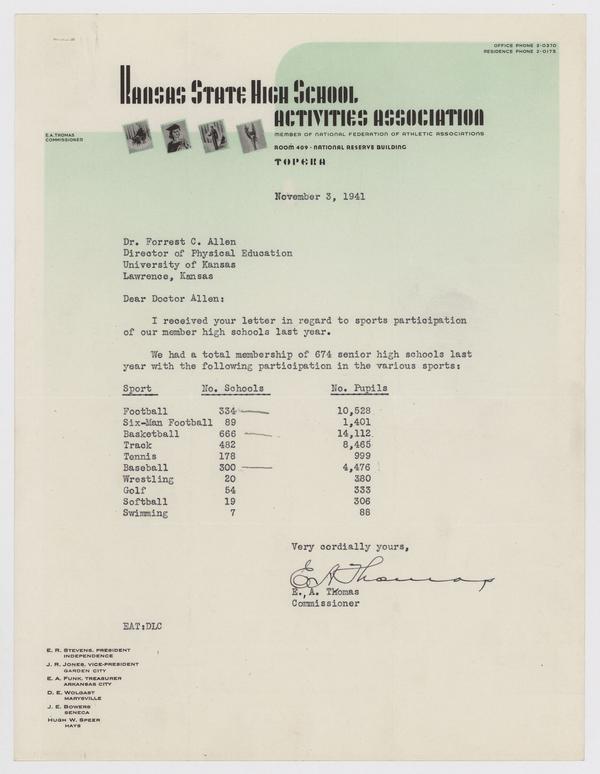 OFFICE PHONE 2-0370
RESIDENCE PHONE 2-0173
KANSAS STATE HIGH SCHOOL
ACTIVITIES ASSOCIATION
E.A. THOMAS
COMMISSIONER
MEMBER OF NATIONAL FEDERATION OF ATHLETIC ASSOCIATIONS
ROOM 409 - NATIONAL RESERVE BUILDING
TOPEKA
November 3, 1941
Dr. Forrest C. Allen
Director of Physical Education
University of Kansas
Lawrence, Kansas
Dear Doctor Allen:
I received your letter in regard to sports participation
of our member high schools last year.
We had a total membership of 674 senior high schools last
year with the following participation in the various sports:
Sport No. Schools No. Pupils
Football 334 10,528
Six-Man Football 89 1,401
Basketball 666 14,112
Track 482 8,465
Tennis 178 999
Baseball 300 4,476
Wrestling 20 380
Golf 54 333
Softball 19 306
Swimming 7 88
Very cordially yours,
E A Thomas
E., A. Thomas
Commissioner
EAT:DLC
E. R. STEVENS, PRESIDENT
INDEPENDENCE
J. R. JONES, VICE-PRESIDENT
GARDEN CITY
E. A. FUNK, TREASURER
ARKANSAS CITY
D. E. WOLGAST
MARYSVILLE
J. E. BOWERS
SENECA
HUGH W. SPEER
HAYS